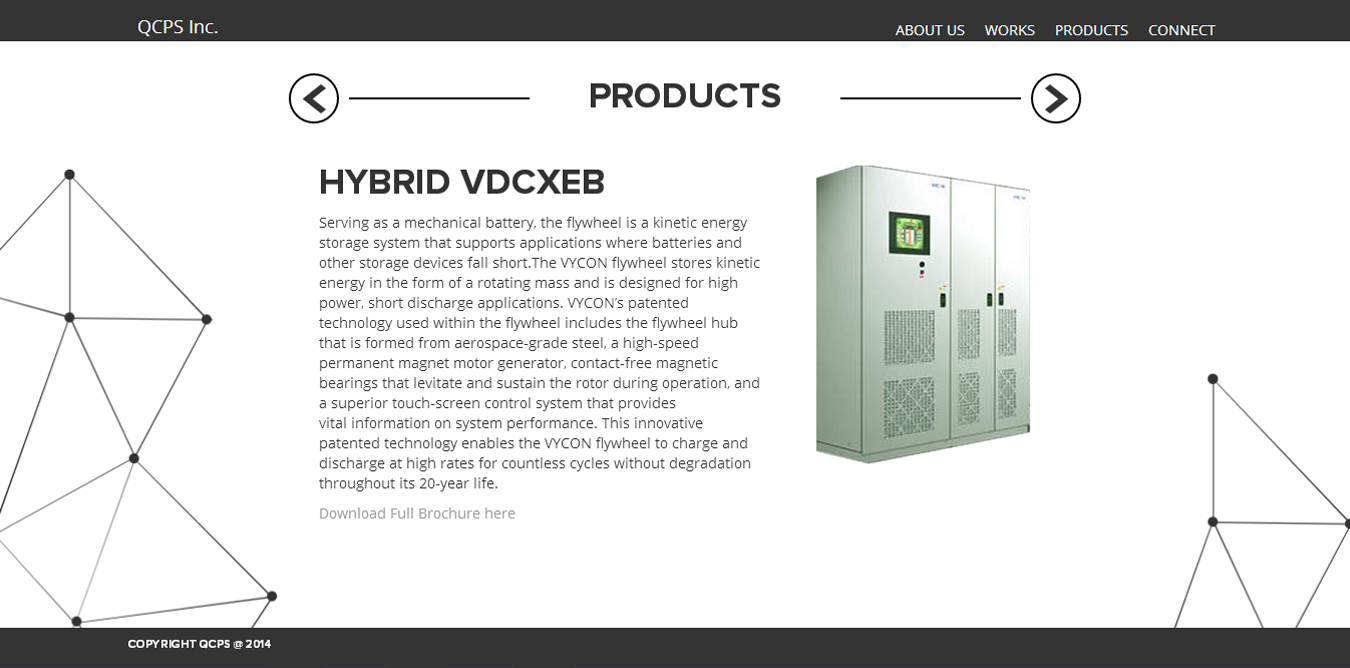 QCPS Inc.
ABOUT US WORKS PRODUCTS CONNECT
PRODUCTS
HYBRID VDCXEB
Serving as a mechanical battery, the flywheel is a kinetic energy
storage system that supports applications where batteries and
other storage devices fall short.The VYCON flywheel stores kinetic
energy in the form of a rotating mass and is designed for high
power, short discharge applications. VYCON’s patented
technology used within the flywheel includes the flywheel hub
that is formed from aerospace-grade steel, a high-speed
permanent magnet motor generator, contact-free magnetic
bearings that levitate and sustain the rotor during operation, and
a superior touch-screen control system that provides
vital information on system performance. This innovative
patented technology enables the VYCON flywheel to charge and
discharge at high rates for countless cycles without degradation
throughout its 20-year life.
Download Full Brochure here
COPYRIGHT QCPS @ 2014